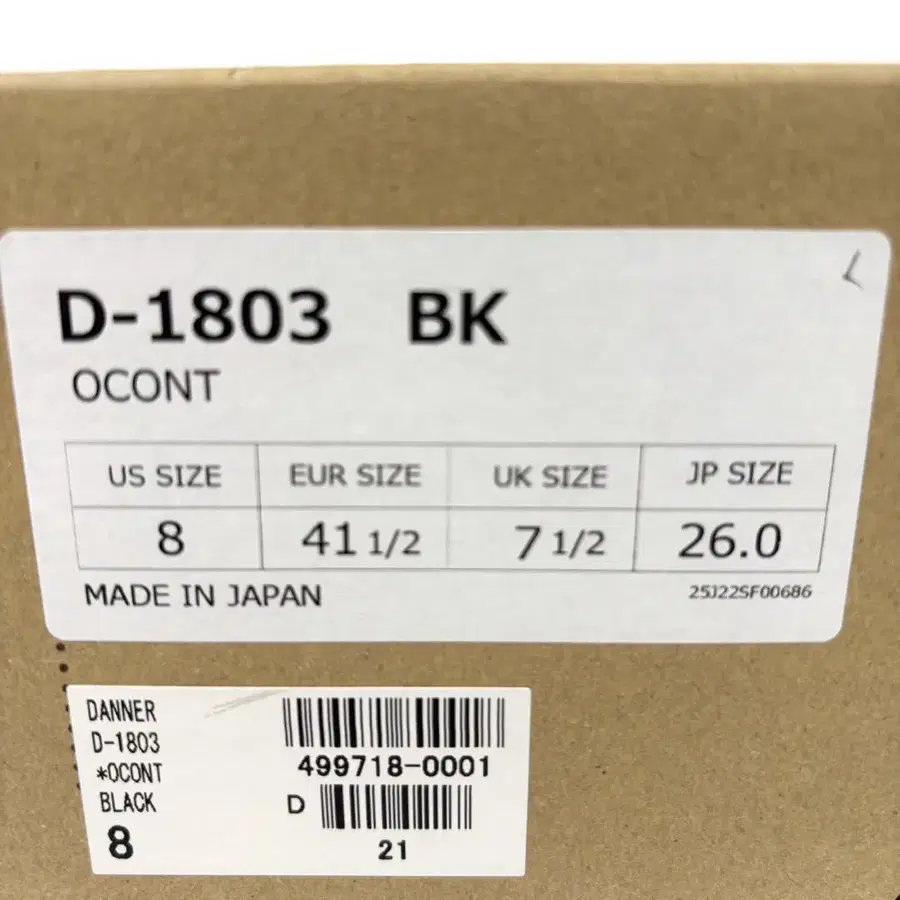 D-1803 BK
OCONT
US SIZE EUR SIZE UK SIZE JP SIZE
8 41 1/2 7 1/2 26.0
MADE IN JAPAN 25J22SF00686
DANNER
D-1803
*OCONT
BLACK
8
499718-0001
D
21